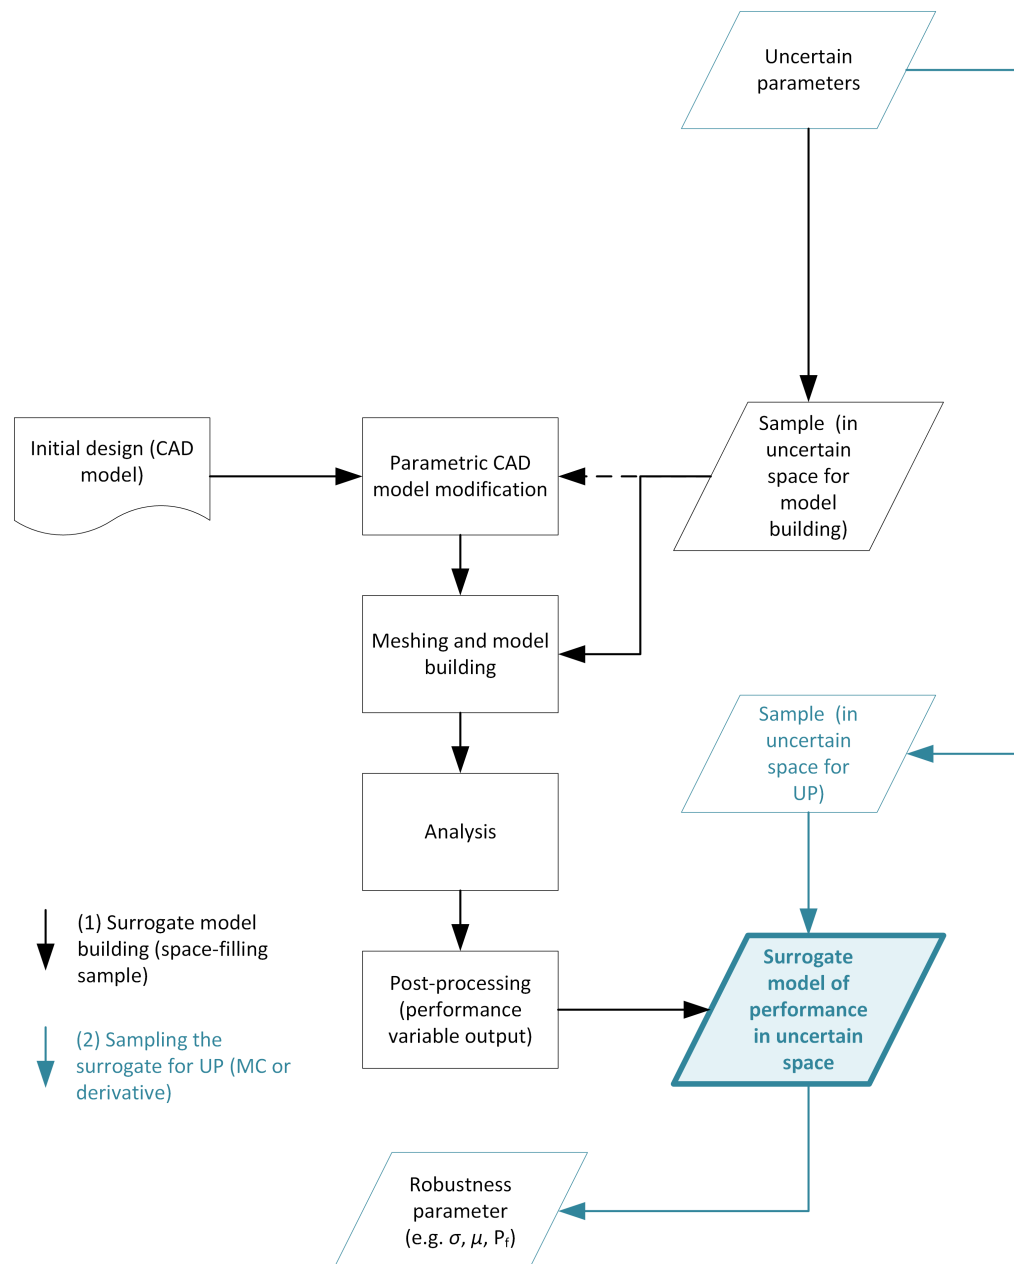 Uncertain
parameters
Initial design (CAD
model)
Parametric CAD
model modification
Sample (in
uncertain
space for
model
building)
Meshing and model
building
Sample (in
uncertain
space for
UP)
Analysis
(1) Surrogate model
building (space-filling
sample)
Post-processing
(performance
variable output)
Surrogate
model of
performance
in uncertain
space
(2) Sampling the
surrogate for UP (MC or
derivative)
Robustness
parameter
(e.g. σ, μ, Pf)